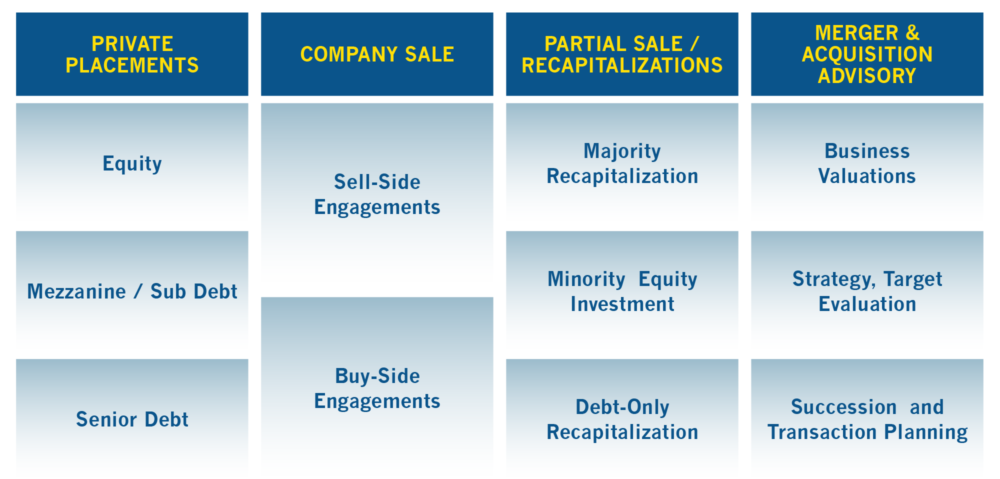 PRIVATE
PLACEMENTS
COMPANY SALE
PARTIAL SALE /
RECAPITALIZATIONS
MERGER &
ACQUISITION
ADVISORY
Equity
Mezzanine / Sub Debt
Senior Debt
Sell-Side
Engagements
Buy-Side
Engagements
Majority
Recapitalization
Minority Equity
Investment
Debt-Only
Recapitalization
Business
Valuations
Strategy, Target
Evaluation
Succession and
Transaction Planning